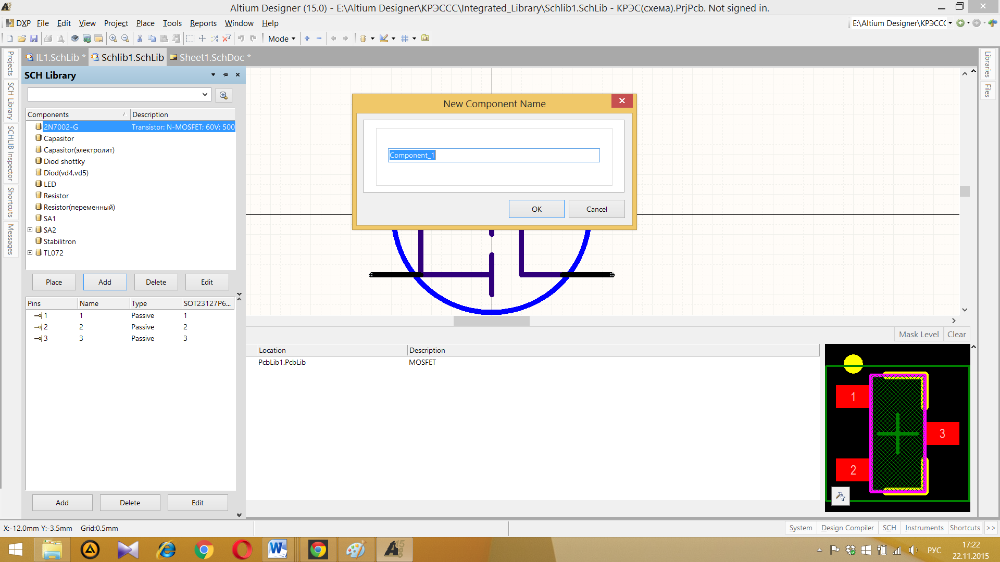 Altium Designer (15.0) - E:\Altium Designer\КРЭССС\Integrated_Library\Schlib1.SchLib - КРЭС(схема).PrjPcb. Not signed in.
DXP File Edit View Project Place Tools Reports Window Help
E:\Altium Designer\КРЭССС
Mode
IL1.SchLib * Schlib1.SchLib Sheet1.SchDoc *
Projects
SCH Library
SCHLIB Inspector
Shortcuts
Messages
SCH Library
Components Description
2N7002-G Transistor: N-MOSFET; 60V; 500
Capasitor
Capasitor(электролит)
Diod shottky
Diod(vd4,vd5)
LED
Resistor
Resistor(переменный)
SA1
SA2
Stabilitron
TL072
Place Add Delete Edit
Pins Name Type SOT23127P6...
1 1 Passive 1
2 2 Passive 2
3 3 Passive 3
Add Delete Edit
New Component Name
Component_1
OK Cancel
Libraries
Files
Mask Level Clear
Location Description
PcbLib1.PcbLib MOSFET
1
3
2
X:-12.0mm Y:-3.5mm Grid:0.5mm
System Design Compiler SCH Instruments Shortcuts >>
РУС
17:22
22.11.2015